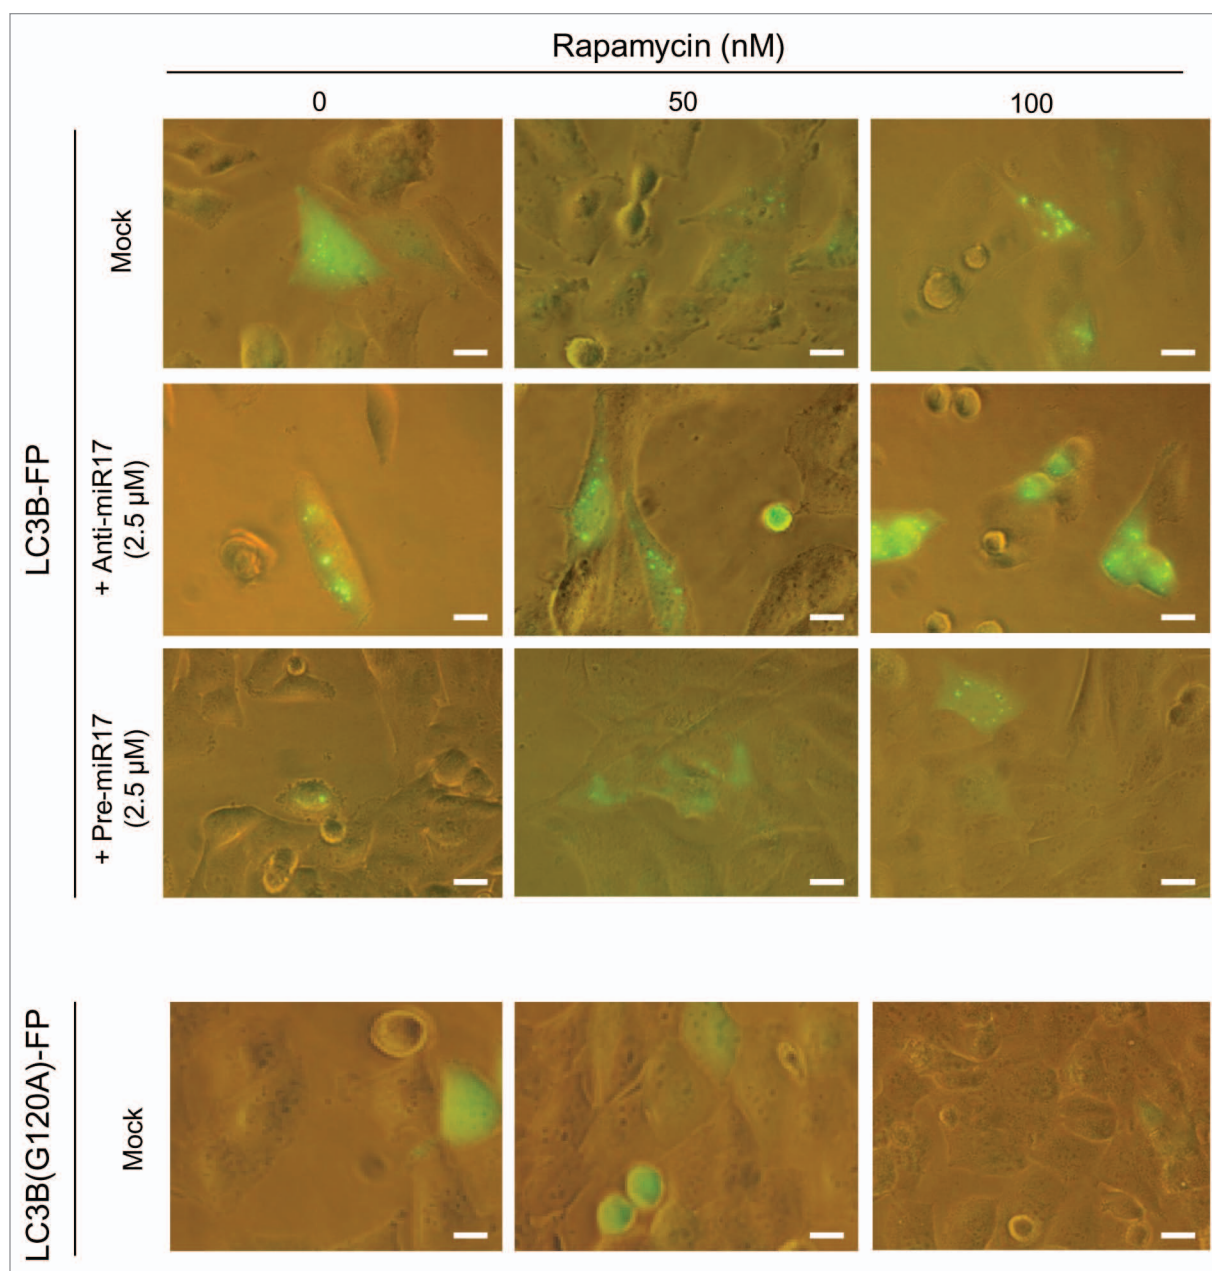 Rapamycin (nM)
0
50
100
LC3B-FP
Mock
+ Anti-miR17
(2.5 µM)
+ Pre-miR17
(2.5 µM)
LC3B(G120A)-FP
Mock